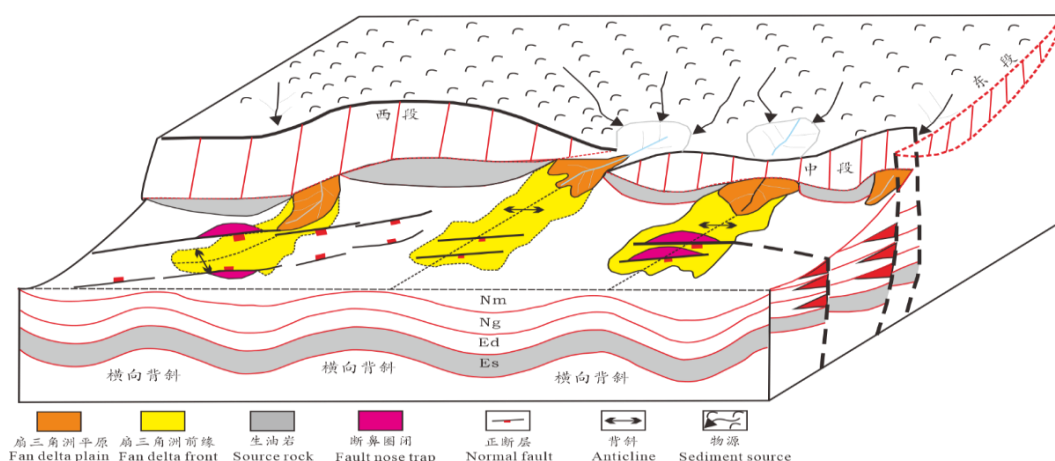 东段
西段
中段
Nm
Ng
Ed
Es
横向背斜 横向背斜 横向背斜
扇三角洲平原 扇三角洲前缘 生油岩 断鼻圈闭 正断层 背斜 物源
Fan delta plain Fan delta front Source rock Fault nose trap Normal fault Anticline Sediment source